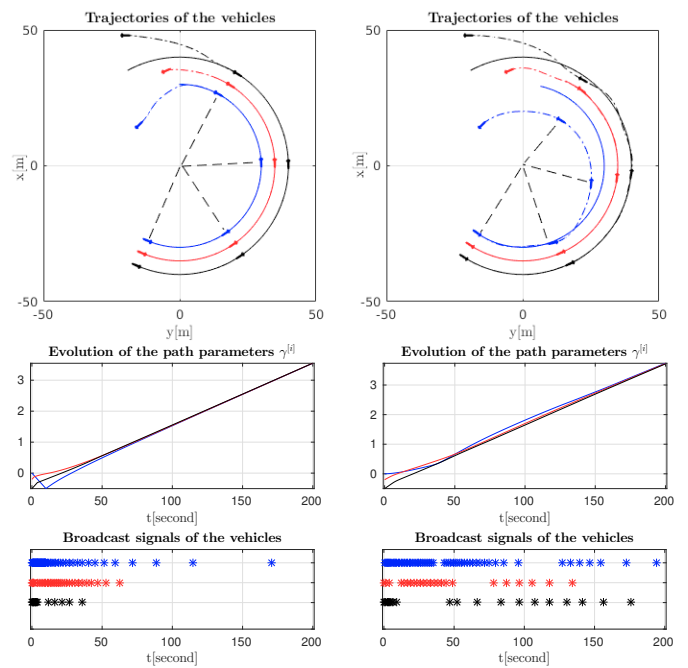 Trajectories of the vehicles
50
x[m]
0
-50
-50
0
50
y[m]
Trajectories of the vehicles
50
x[m]
0
-50
-50
0
50
y[m]
Evolution of the path parameters γ[i]
3
2
1
0
0
50
100
150
200
t[second]
Evolution of the path parameters γ[i]
3
2
1
0
0
50
100
150
200
t[second]
Broadcast signals of the vehicles
0
50
100
150
200
t[second]
Broadcast signals of the vehicles
0
50
100
150
200
t[second]